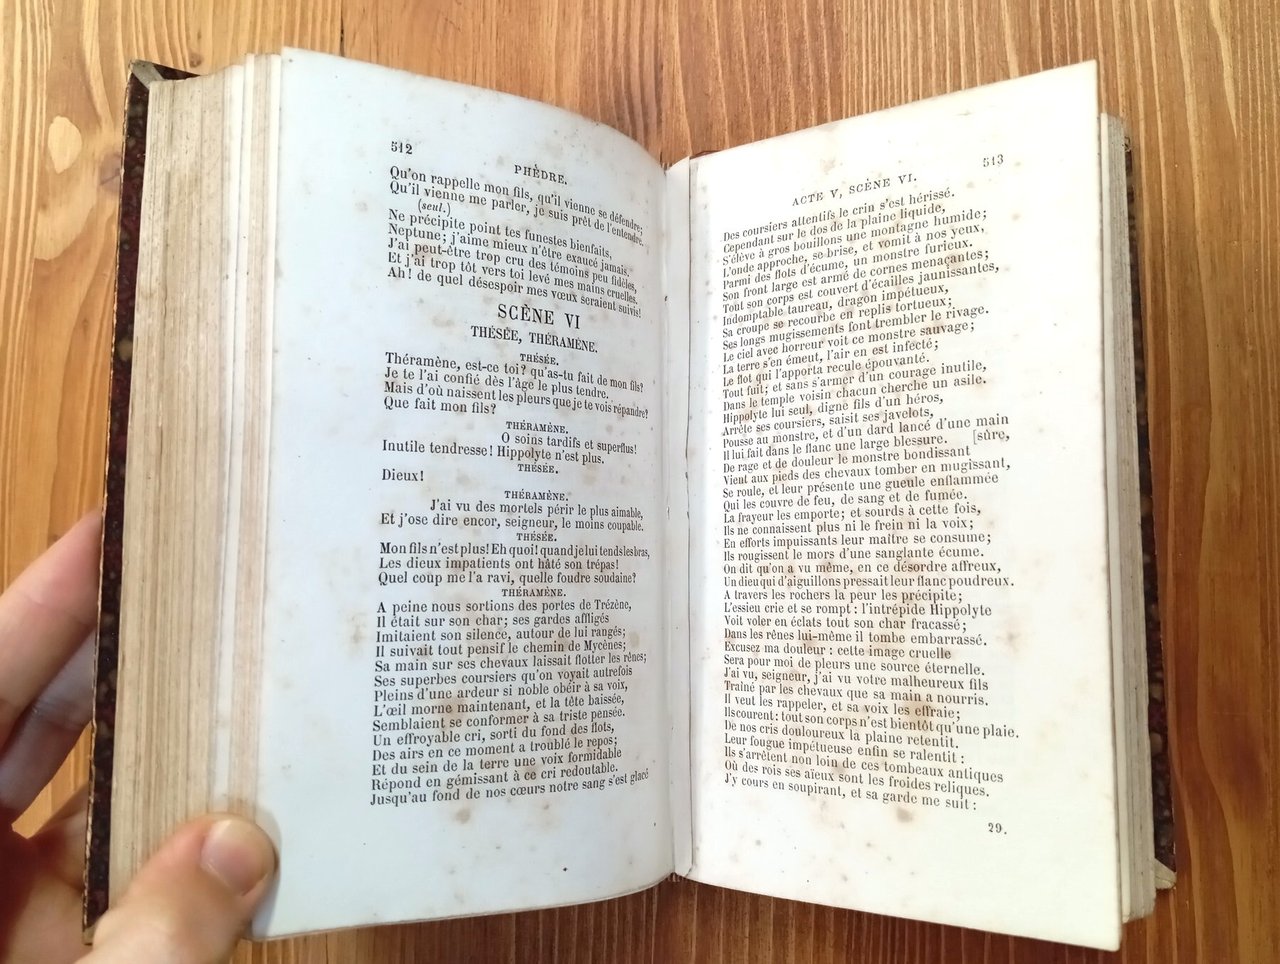 512
PHÈDRE.
Qu'on rappelle mon fils, qu'il vienne se défendre;
Qu'il vienne me parler, je suis prêt de l'entendre.
(seul.)
Ne précipite point tes funestes bienfaits,
Neptune; j'aime mieux n'être exaucé jamais.
J'ai peut-être trop cru des témoins peu fidèles,
Et j'ai trop tôt vers toi levé mes mains cruelles.
Ah! de quel désespoir mes vœux seraient suivis!
SCÈNE VI
THÉSÉE, THÉRAMÈNE.
THÉSÉE.
Théramène, est-ce toi? qu'as-tu fait de mon fils?
Je te l'ai confié dès l'âge le plus tendre.
Mais d'où naissent les pleurs que je te vois répandre?
Que fait mon fils?
THÉRAMÈNE.
O soins tardifs et superflus!
Inutile tendresse! Hippolyte n'est plus.
THÉSÉE.
Dieux!
THÉRAMÈNE.
J'ai vu des mortels périr le plus aimable,
Et j'ose dire encor, seigneur, le moins coupable.
THÉSÉE.
Mon fils n'est plus! Eh quoi! quand je lui tends les bras,
Les dieux impatients ont hâté son trépas!
Quel coup me l'a ravi, quelle foudre soudaine?
THÉRAMÈNE.
A peine nous sortions des portes de Trézène,
Il était sur son char; ses gardes affligés
Imitaient son silence, autour de lui rangés;
Il suivait tout pensif le chemin de Mycènes;
Sa main sur ses chevaux laissait flotter les rênes;
Ses superbes coursiers qu'on voyait autrefois
Pleins d'une ardeur si noble obéir à sa voix,
L'œil morne maintenant, et la tête baissée,
Semblaient se conformer à sa triste pensée.
Un effroyable cri, sorti du fond des flots,
Des airs en ce moment a troublé le repos;
Et du sein de la terre une voix formidable
Répond en gémissant à ce cri redoutable.
Jusqu'au fond de nos cœurs notre sang s'est glacé
ACTE V, SCÈNE VI.
513
Des coursiers attentifs le crin s'est hérissé.
Cependant sur le dos de la plaine liquide,
S'élève à gros bouillons une montagne humide;
L'onde approche, se brise, et vomit à nos yeux,
Parmi des flots d'écume, un monstre furieux.
Son front large est armé de cornes menaçantes;
Tout son corps est couvert d'écailles jaunissantes,
Indomptable taureau, dragon impétueux,
Sa croupe se recourbe en replis tortueux;
Ses longs mugissements font trembler le rivage.
Le ciel avec horreur voit ce monstre sauvage;
La terre s'en émeut, l'air en est infecté;
Le flot qui l'apporta recule épouvanté.
Tout fuit; et sans s'armer d'un courage inutile,
Dans le temple voisin chacun cherche un asile.
Hippolyte lui seul, digne fils d'un héros,
Arrête ses coursiers, saisit ses javelots,
Pousse au monstre, et d'un dard lancé d'une main
Il lui fait dans le flanc une large blessure. [sûre,
De rage et de douleur le monstre bondissant
Vient aux pieds des chevaux tomber en mugissant,
Se roule, et leur présente une gueule enflammée
Qui les couvre de feu, de sang et de fumée.
La frayeur les emporte; et sourds à cette fois,
Ils ne connaissent plus ni le frein ni la voix;
En efforts impuissants leur maître se consume;
Ils rougissent le mors d'une sanglante écume.
On dit qu'on a vu même, en ce désordre affreux,
Un dieu qui d'aiguillons pressait leur flanc poudreux.
A travers les rochers la peur les précipite;
L'essieu crie et se rompt : l'intrépide Hippolyte
Voit voler en éclats tout son char fracassé;
Dans les rênes lui-même il tombe embarrassé.
Excusez ma douleur : cette image cruelle
Sera pour moi de pleurs une source éternelle.
J'ai vu, seigneur, j'ai vu votre malheureux fils
Traîné par les chevaux que sa main a nourris.
Il veut les rappeler, et sa voix les effraie;
Ils courent : tout son corps n'est bientôt qu'une plaie.
De nos cris douloureux la plaine retentit.
Leur fougue impétueuse enfin se ralentit :
Ils s'arrêtent non loin de ces tombeaux antiques
Où des rois ses aïeux sont les froides reliques.
J'y cours en soupirant, et sa garde me suit :
29.